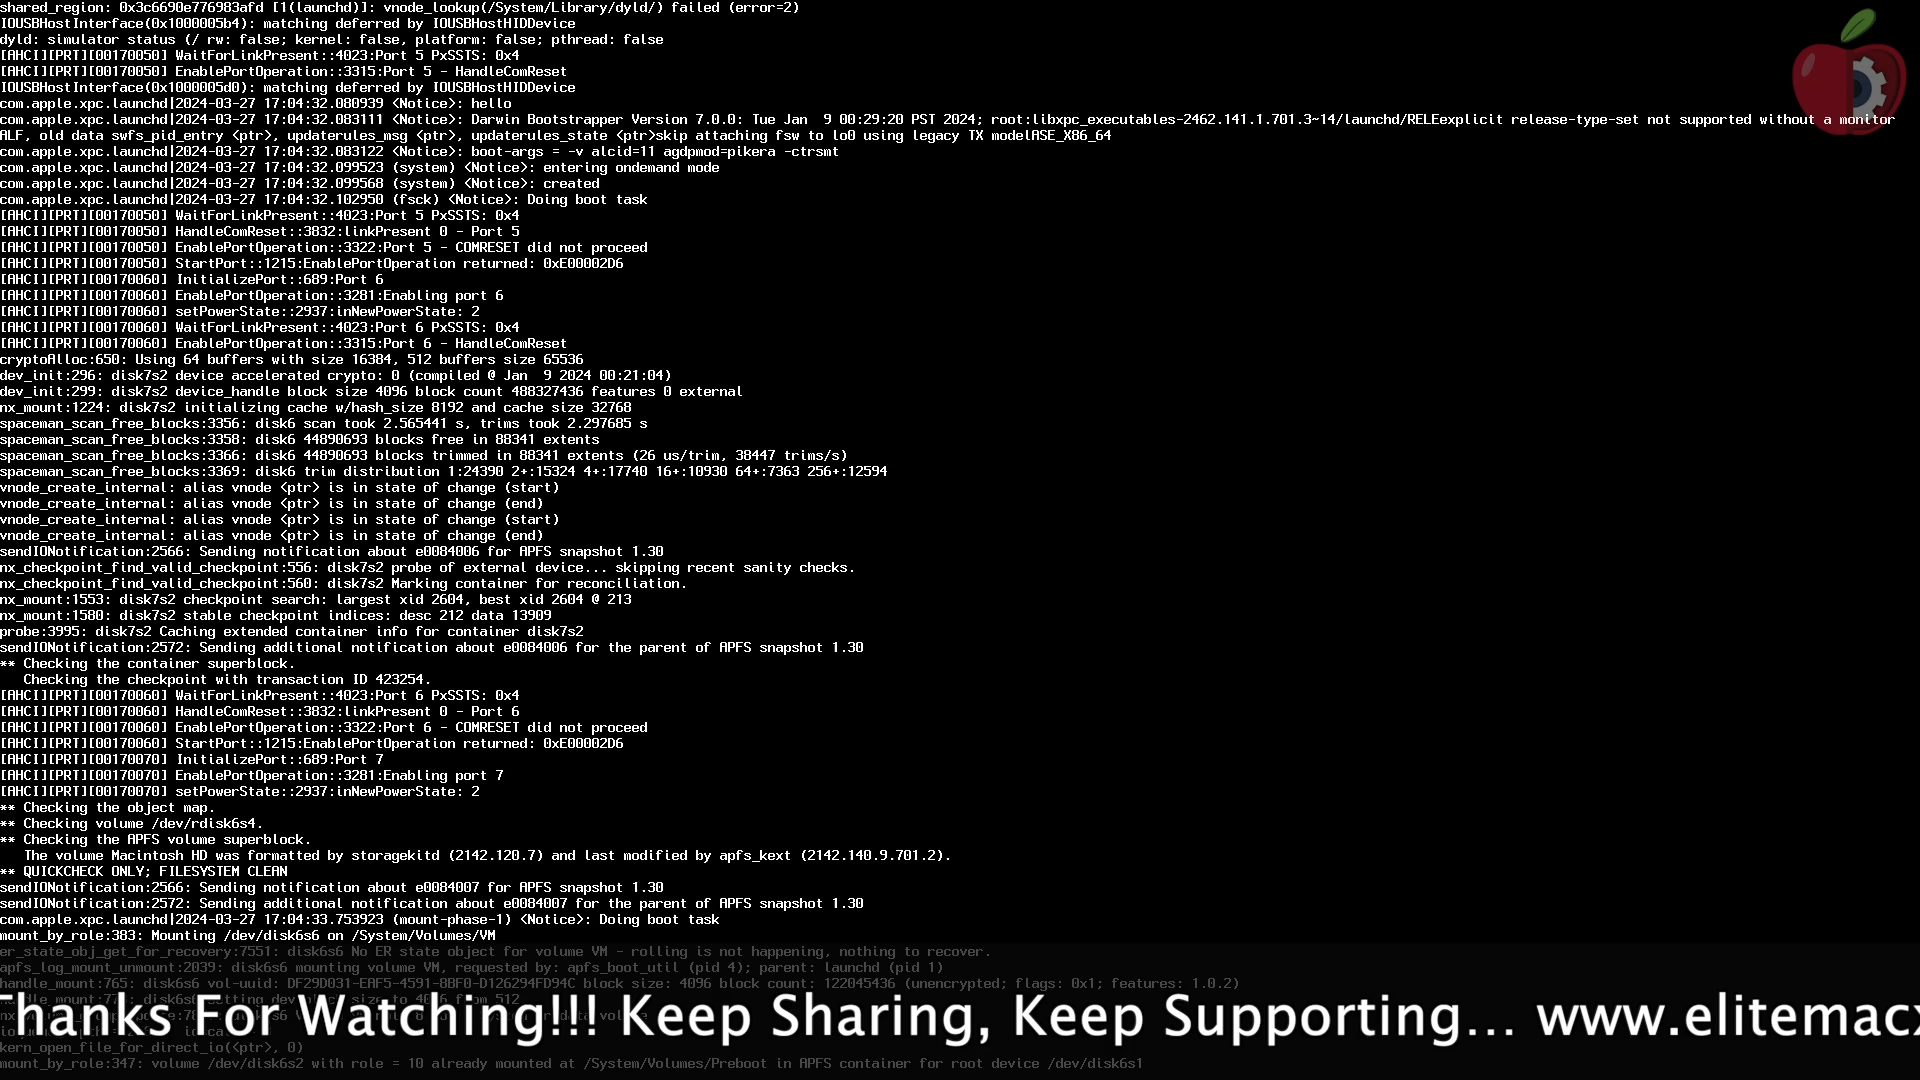 shared_region: 0x3c6690e776983afd [1(launchd)]: vnode_lookup(/System/Library/dyld/) failed (error=2)
IOUSBHostInterface(0x1000005b4): matching deferred by IOUSBHostHIDDevice
dyld: simulator status (/ rw: false; kernel: false, platform: false; pthread: false
[AHCI][PRT][00170050] WaitForLinkPresent::4023:Port 5 PxSSTS: 0x4
[AHCI][PRT][00170050] EnablePortOperation::3315:Port 5 - HandleComReset
IOUSBHostInterface(0x1000005d0): matching deferred by IOUSBHostHIDDevice
com.apple.xpc.launchd|2024-03-27 17:04:32.080939 <Notice>: hello
com.apple.xpc.launchd|2024-03-27 17:04:32.083111 <Notice>: Darwin Bootstrapper Version 7.0.0: Tue Jan  9 00:29:20 PST 2024; root:libxpc_executables-2462.141.1.701.3~14/launchd/RELEexplicit release-type-set not supported without a monitor
ALF, old data swfs_pid_entry <ptr>, updaterules_msg <ptr>, updaterules_state <ptr>skip attaching fsw to lo0 using legacy TX modelASE_X86_64
com.apple.xpc.launchd|2024-03-27 17:04:32.083122 <Notice>: boot-args = -v alcid=11 agdpmod=pikera -ctrsmt
com.apple.xpc.launchd|2024-03-27 17:04:32.099523 (system) <Notice>: entering ondemand mode
com.apple.xpc.launchd|2024-03-27 17:04:32.099568 (system) <Notice>: created
com.apple.xpc.launchd|2024-03-27 17:04:32.102950 (fsck) <Notice>: Doing boot task
[AHCI][PRT][00170050] WaitForLinkPresent::4023:Port 5 PxSSTS: 0x4
[AHCI][PRT][00170050] HandleComReset::3832:linkPresent 0 - Port 5
[AHCI][PRT][00170050] EnablePortOperation::3322:Port 5 - COMRESET did not proceed
[AHCI][PRT][00170050] StartPort::1215:EnablePortOperation returned: 0xE00002D6
[AHCI][PRT][00170060] InitializePort::689:Port 6
[AHCI][PRT][00170060] EnablePortOperation::3281:Enabling port 6
[AHCI][PRT][00170060] setPowerState::2937:inNewPowerState: 2
[AHCI][PRT][00170060] WaitForLinkPresent::4023:Port 6 PxSSTS: 0x4
[AHCI][PRT][00170060] EnablePortOperation::3315:Port 6 - HandleComReset
cryptoAlloc:650: Using 64 buffers with size 16384, 512 buffers size 65536
dev_init:296: disk7s2 device accelerated crypto: 0 (compiled @ Jan  9 2024 00:21:04)
dev_init:299: disk7s2 device_handle block size 4096 block count 488327436 features 0 external
nx_mount:1224: disk7s2 initializing cache w/hash_size 8192 and cache size 32768
spaceman_scan_free_blocks:3356: disk6 scan took 2.565441 s, trims took 2.297685 s
spaceman_scan_free_blocks:3358: disk6 44890693 blocks free in 88341 extents
spaceman_scan_free_blocks:3366: disk6 44890693 blocks trimmed in 88341 extents (26 us/trim, 38447 trims/s)
spaceman_scan_free_blocks:3369: disk6 trim distribution 1:24390 2+:15324 4+:17740 16+:10930 64+:7363 256+:12594
vnode_create_internal: alias vnode <ptr> is in state of change (start)
vnode_create_internal: alias vnode <ptr> is in state of change (end)
vnode_create_internal: alias vnode <ptr> is in state of change (start)
vnode_create_internal: alias vnode <ptr> is in state of change (end)
sendIONotification:2566: Sending notification about e0084006 for APFS snapshot 1.30
nx_checkpoint_find_valid_checkpoint:556: disk7s2 probe of external device... skipping recent sanity checks.
nx_checkpoint_find_valid_checkpoint:560: disk7s2 Marking container for reconciliation.
nx_mount:1553: disk7s2 checkpoint search: largest xid 2604, best xid 2604 @ 213
nx_mount:1580: disk7s2 stable checkpoint indices: desc 212 data 13909
probe:3995: disk7s2 Caching extended container info for container disk7s2
sendIONotification:2572: Sending additional notification about e0084006 for the parent of APFS snapshot 1.30
** Checking the container superblock.
   Checking the checkpoint with transaction ID 423254.
[AHCI][PRT][00170060] WaitForLinkPresent::4023:Port 6 PxSSTS: 0x4
[AHCI][PRT][00170060] HandleComReset::3832:linkPresent 0 - Port 6
[AHCI][PRT][00170060] EnablePortOperation::3322:Port 6 - COMRESET did not proceed
[AHCI][PRT][00170060] StartPort::1215:EnablePortOperation returned: 0xE00002D6
[AHCI][PRT][00170070] InitializePort::689:Port 7
[AHCI][PRT][00170070] EnablePortOperation::3281:Enabling port 7
[AHCI][PRT][00170070] setPowerState::2937:inNewPowerState: 2
** Checking the object map.
** Checking volume /dev/rdisk6s4.
** Checking the APFS volume superblock.
   The volume Macintosh HD was formatted by storagekitd (2142.120.7) and last modified by apfs_kext (2142.140.9.701.2).
** QUICKCHECK ONLY; FILESYSTEM CLEAN
sendIONotification:2566: Sending notification about e0084007 for APFS snapshot 1.30
sendIONotification:2572: Sending additional notification about e0084007 for the parent of APFS snapshot 1.30
com.apple.xpc.launchd|2024-03-27 17:04:33.753923 (mount-phase-1) <Notice>: Doing boot task
mount_by_role:383: Mounting /dev/disk6s6 on /System/Volumes/VM
er_state_obj_get_for_recovery:7551: disk6s6 No ER state object for volume VM - rolling is not happening, nothing to recover.
apfs_log_mount_unmount:2039: disk6s6 mounting volume VM, requested by: apfs_boot_util (pid 4); parent: launchd (pid 1)
handle_mount:765: disk6s6 vol-uuid: DF29D031-EAF5-4591-8BF0-D126294FD94C block size: 4096 block count: 122045436 (unencrypted; flags: 0x1; features: 1.0.2)
Thanks For Watching!!! Keep Sharing, Keep Supporting... www.elitemacx
kern_open_file_for_direct_io(<ptr>, 0)
mount_by_role:347: volume /dev/disk6s2 with role = 10 already mounted at /System/Volumes/Preboot in APFS container for root device /dev/disk6s1